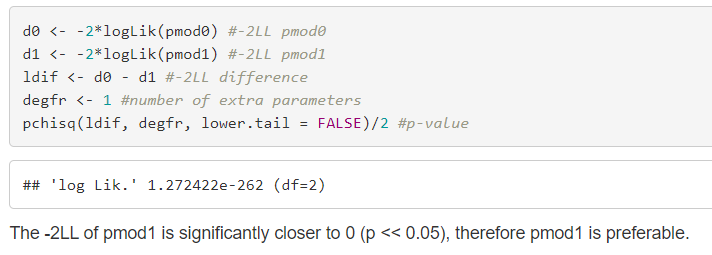 d0 <- -2*logLik(pmod0) #-2LL pmod0
d1 <- -2*logLik(pmod1) #-2LL pmod1
ldif <- d0 - d1 #-2LL difference
degfr <- 1 #number of extra parameters
pchisq(ldif, degfr, lower.tail = FALSE)/2 #p-value
## 'log Lik.' 1.272422e-262 (df=2)
The -2LL of pmod1 is significantly closer to 0 (p << 0.05), therefore pmod1 is preferable.